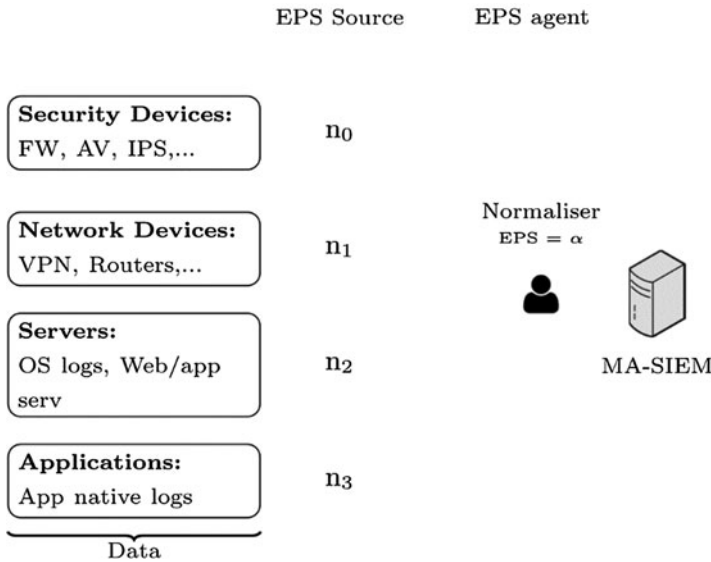 EPS Source
EPS agent
Security Devices:
FW, AV, IPS,...
n₀
Network Devices:
VPN, Routers,...
n₁
Normaliser
EPS = α
Servers:
OS logs, Web/app
serv
n₂
MA-SIEM
Applications:
App native logs
n₃
Data